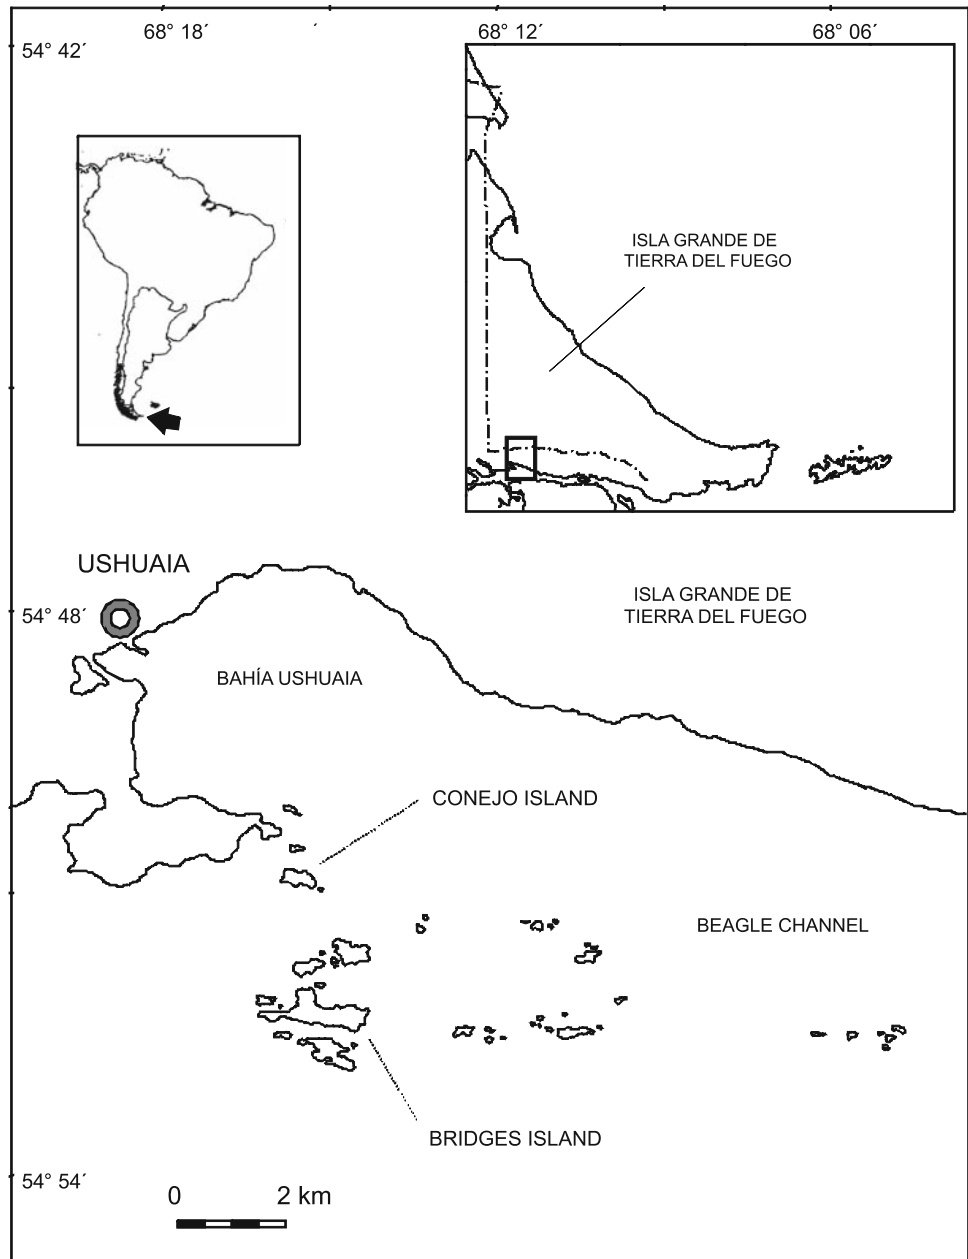 68° 18´
68° 12´
68° 06´
54° 42´
ISLA GRANDE DE
TIERRA DEL FUEGO
USHUAIA
54° 48´
ISLA GRANDE DE
TIERRA DEL FUEGO
BAHÍA USHUAIA
CONEJO ISLAND
BEAGLE CHANNEL
BRIDGES ISLAND
54° 54´
0 2 km